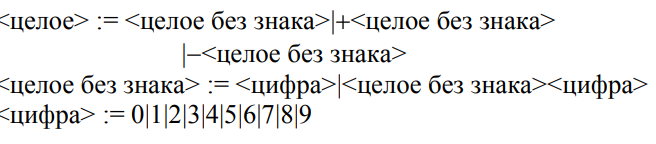 <целое> := <целое без знака>|+<целое без знака>
|−<целое без знака>
<целое без знака> := <цифра>|<целое без знака><цифра>
<цифра> := 0|1|2|3|4|5|6|7|8|9